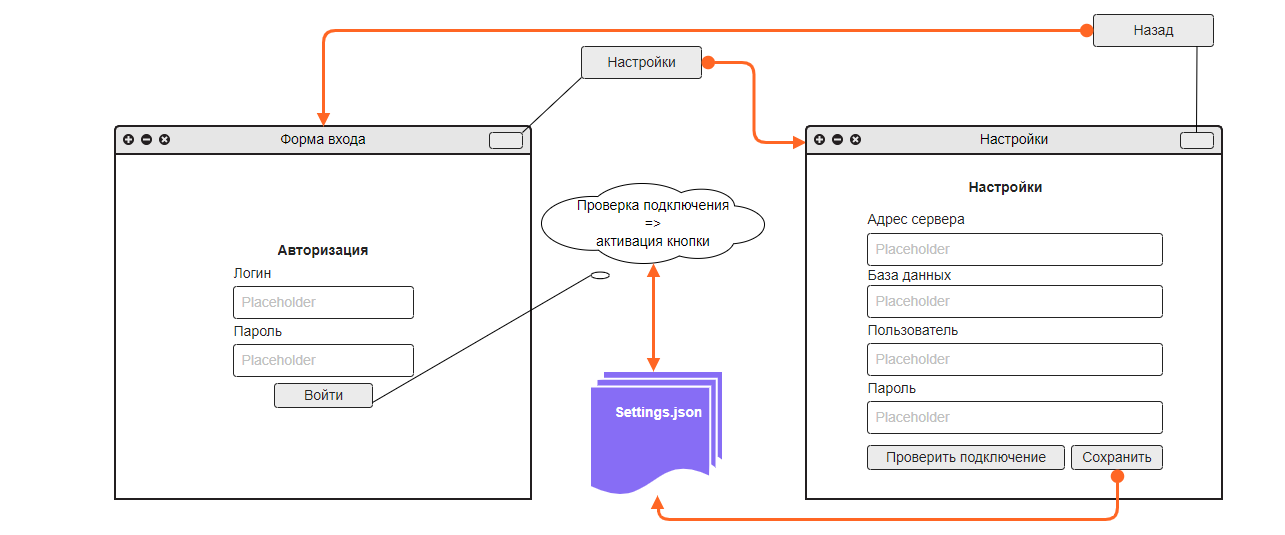 Назад
Настройки
Форма входа
Настройки
Настройки
Проверка подключения
=>
активация кнопки
Авторизация
Логин
Placeholder
Пароль
Placeholder
Войти
Settings.json
Адрес сервера
Placeholder
База данных
Placeholder
Пользователь
Placeholder
Пароль
Placeholder
Проверить подключение
Сохранить